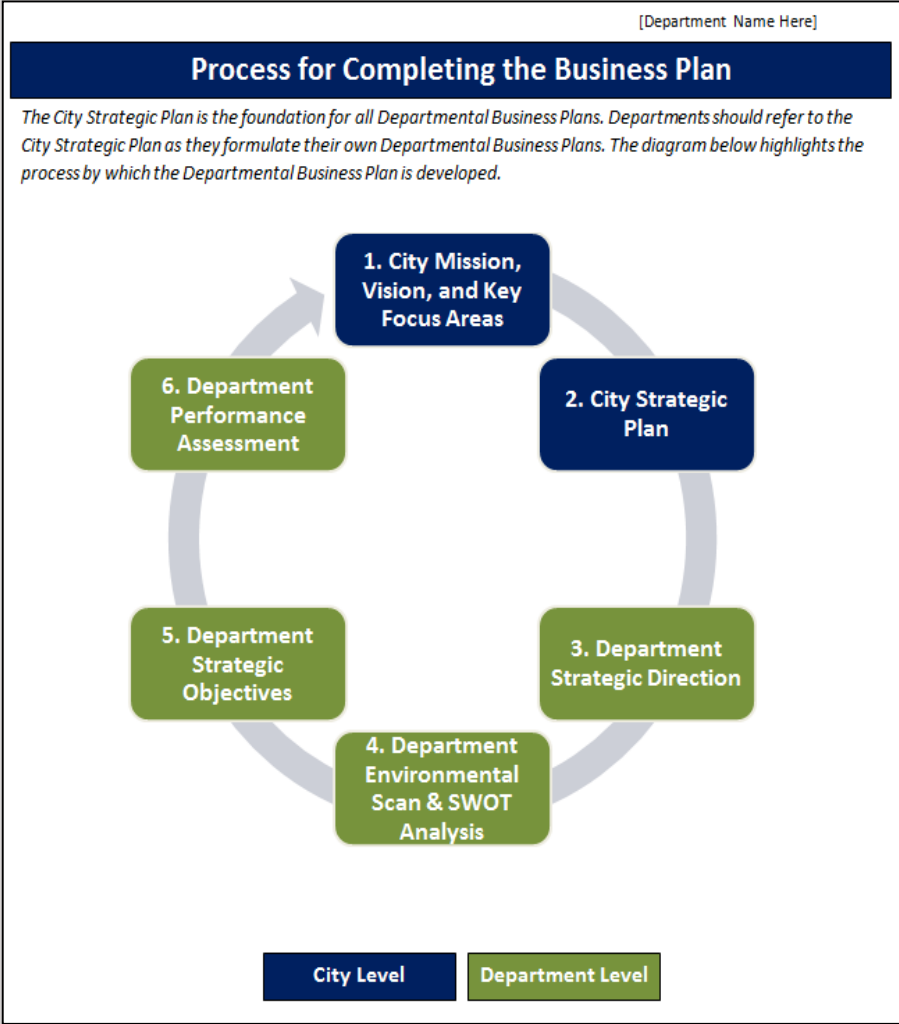 [Department Name Here]
Process for Completing the Business Plan
The City Strategic Plan is the foundation for all Departmental Business Plans. Departments should refer to the
City Strategic Plan as they formulate their own Departmental Business Plans. The diagram below highlights the
process by which the Departmental Business Plan is developed.
1. City Mission,
Vision, and Key
Focus Areas
2. City Strategic
Plan
3. Department
Strategic Direction
4. Department
Environmental
Scan & SWOT
Analysis
5. Department
Strategic
Objectives
6. Department
Performance
Assessment
City Level
Department Level